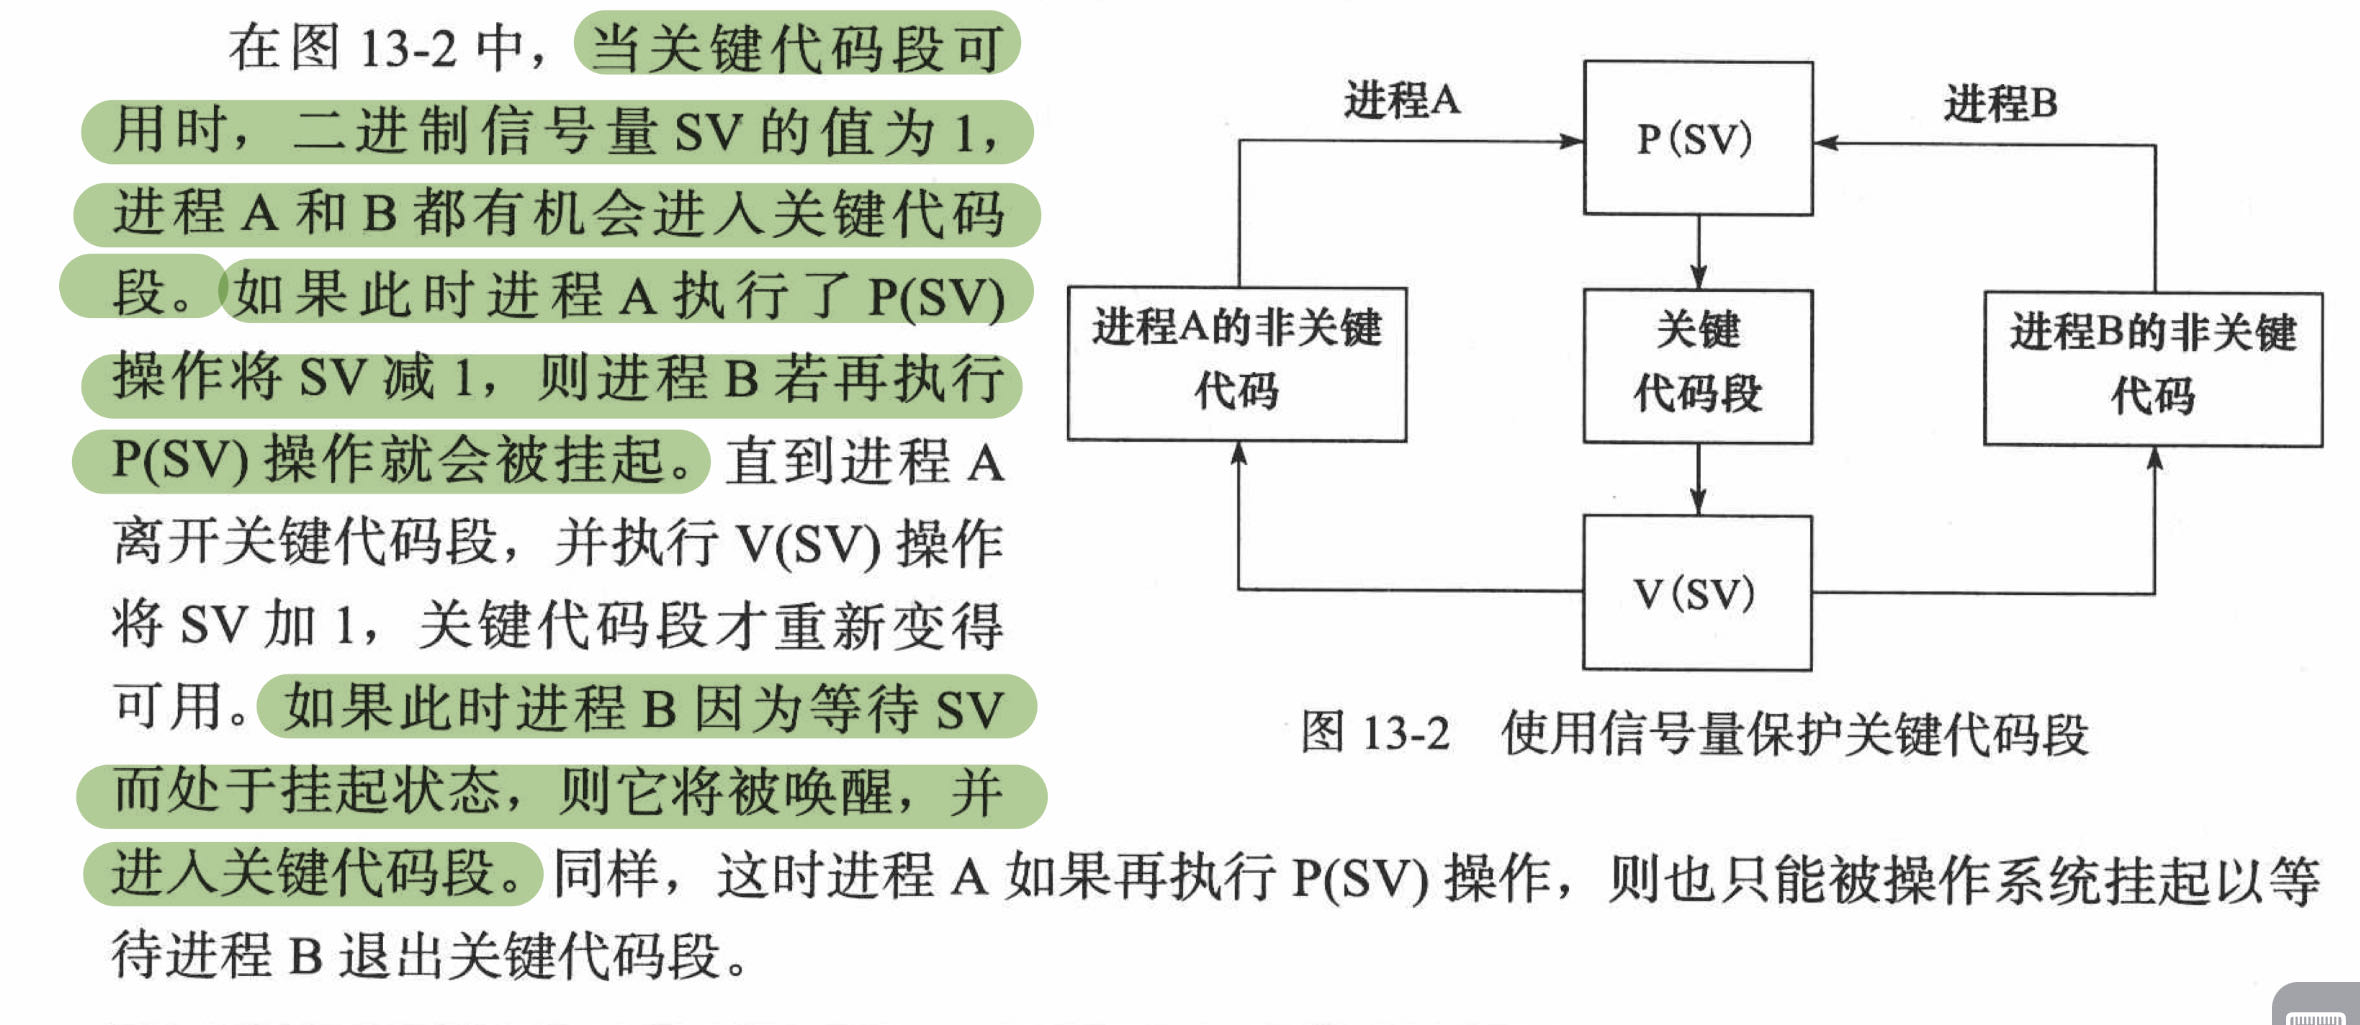 在图 13-2 中，当关键代码段可
用时，二进制信号量 SV 的值为 1，
进程 A 和 B 都有机会进入关键代码
段。如果此时进程 A 执行了 P(SV)
操作将 SV 减 1，则进程 B 若再执行
P(SV) 操作就会被挂起。直到进程 A
离开关键代码段，并执行 V(SV) 操作
将 SV 加 1，关键代码段才重新变得
可用。如果此时进程 B 因为等待 SV
而处于挂起状态，则它将被唤醒，并
进入关键代码段。同样，这时进程 A 如果再执行 P(SV) 操作，则也只能被操作系统挂起以等
待进程 B 退出关键代码段。
进程A
P(SV)
进程B
进程A的非关键
代码
关键
代码段
进程B的非关键
代码
V(SV)
图 13-2 使用信号量保护关键代码段